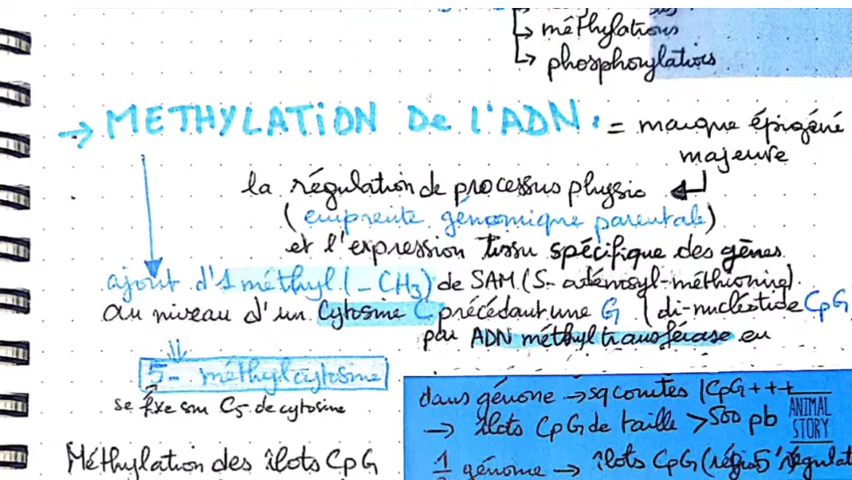 ↳ méthylations
↳ phosphorylations
→ METHYLATION De L'ADN : = marque épigéné
majeure
la régulation de processus physio
(empreinte génomique parentale)
et l'expression tissu spécifique des gènes
ajout d'1 méthyl (-CH3) de SAM (S-adénosyl-méthionine)
au niveau d'un Cytosine C précédant une G (di-nucléotide CpG
par ADN méthyltransférase en
5- méthylcytosine
se fixe sur C5 de cytosine
dans génome → sq courtes CpG+++
→ îlots CpG de taille >500 pb
ANIMAL
STORY
génome → îlots CpG (régio 5' régulat
Méthylation des îlots CpG